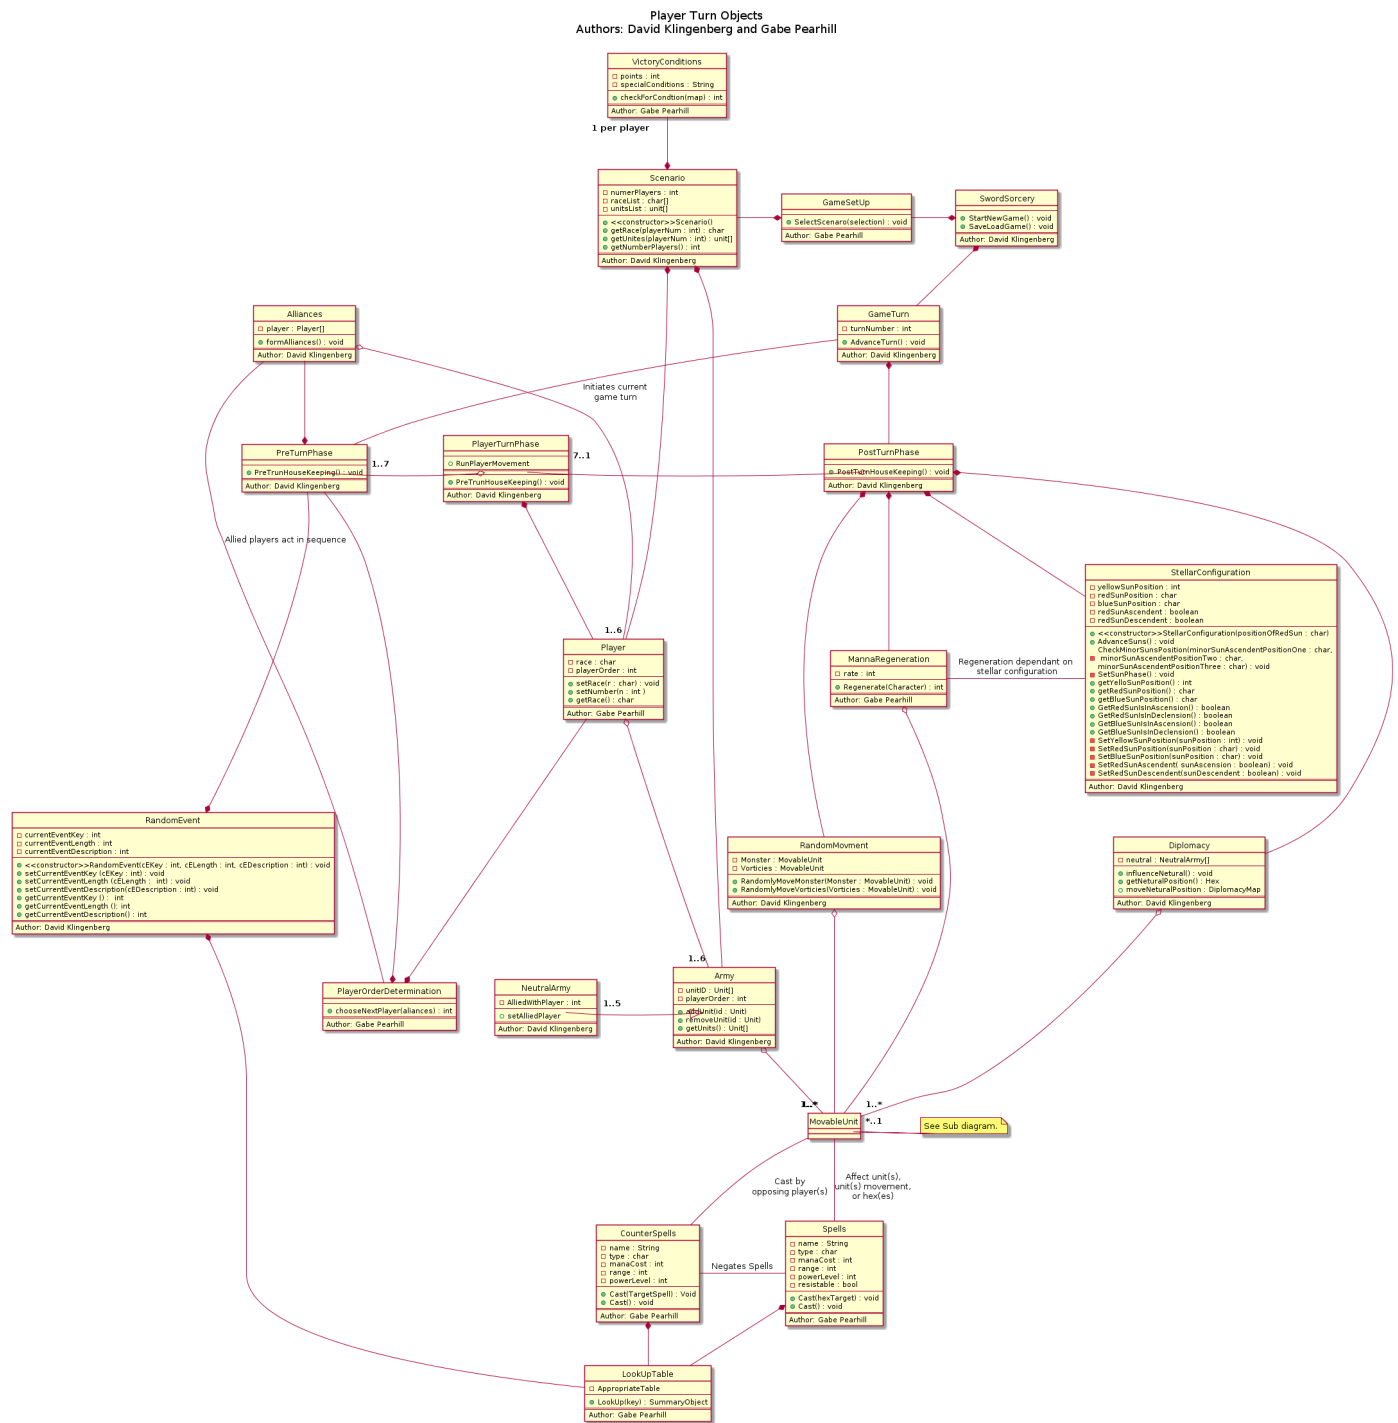 Player Turn Objects
Authors: David Klingenberg and Gabe Pearhill
VictoryConditions
points : int
specialConditions : String
checkForCondtion(map) : int
Author: Gabe Pearhill
1 per player
Scenario
numerPlayers : int
raceList : char[]
unitsList : unit[]
<<constructor>>Scenario()
getRace(playerNum : int) : char
getUnites(playerNum : int) : unit[]
getNumberPlayers() : int
Author: David Klingenberg
GameSetUp
SelectScenaro(selection) : void
Author: Gabe Pearhill
SwordSorcery
StartNewGame() : void
SaveLoadGame() : void
Author: David Klingenberg
Alliances
player : Player[]
formAlliances() : void
Author: David Klingenberg
GameTurn
turnNumber : int
AdvanceTurn() : void
Author: David Klingenberg
Initiates current
game turn
PreTurnPhase
PreTrunHouseKeeping() : void
Author: David Klingenberg
1..7
PlayerTurnPhase
RunPlayerMovement
PreTrunHouseKeeping() : void
Author: David Klingenberg
7..1
PostTurnPhase
PostTurnHouseKeeping() : void
Author: David Klingenberg
Allied players act in sequence
StellarConfiguration
yellowSunPosition : int
redSunPosition : char
blueSunPosition : char
redSunAscendent : boolean
redSunDescendent : boolean
<<constructor>>StellarConfiguration(positionOfRedSun : char)
AdvanceSuns() : void
CheckMinorSunsPosition(minorSunAscendentPositionOne : char,
minorSunAscendentPositionTwo : char,
minorSunAscendentPositionThree : char) : void
SetSunPhase() : void
getYelloSunPosition() : int
getRedSunPosition() : char
getBlueSunPosition() : char
GetRedSunIsInAscension() : boolean
GetRedSunIsInDeclension() : boolean
GetBlueSunIsInAscension() : boolean
GetBlueSunIsInDeclension() : boolean
SetYellowSunPosition(sunPosition : int) : void
SetRedSunPosition(sunPosition : char) : void
SetBlueSunPosition(sunPosition : char) : void
SetRedSunAscendent( sunAscension : boolean) : void
SetRedSunDescendent(sunDescendent : boolean) : void
Author: David Klingenberg
1..6
Player
race : char
playerOrder : int
setRace(r : char) : void
setNumber(n : int )
getRace() : char
Author: Gabe Pearhill
MannaRegeneration
rate : int
Regenerate(Character) : int
Author: Gabe Pearhill
Regeneration dependant on
stellar configuration
RandomEvent
currentEventKey : int
currentEventLength : int
currentEventDescription : int
<<constructor>>RandomEvent(cEKey : int, cELength : int, cEDescription : int) : void
setCurrentEventKey (cEKey : int) : void
setCurrentEventLength (cELength :  int) : void
setCurrentEventDescription(cEDescription : int) : void
getCurrentEventKey () :  int
getCurrentEventLength (): int
getCurrentEventDescription() : int
Author: David Klingenberg
RandomMovment
Monster : MovableUnit
Vorticies : MovableUnit
RandomlyMoveMonster(Monster : MovableUnit) : void
RandomlyMoveVorticies(Vorticies : MovableUnit) : void
Author: David Klingenberg
Diplomacy
neutral : NeutralArmy[]
influenceNetural() : void
getNeturalPosition() : Hex
moveNeturalPosition : DiplomacyMap
Author: David Klingenberg
PlayerOrderDetermination
chooseNextPlayer(aliances) : int
Author: Gabe Pearhill
NeutralArmy
AlliedWithPlayer : int
setAlliedPlayer
Author: David Klingenberg
1..5
1..6
Army
unitID : Unit[]
playerOrder : int
addUnit(id : Unit)
removeUnit(id : Unit)
getUnits() : Unit[]
Author: David Klingenberg
1..*
1..*
MovableUnit
*..1
See Sub diagram.
Cast by
opposing player(s)
Affect unit(s),
unit(s) movement,
or hex(es)
CounterSpells
name : String
type : char
manaCost : int
range : int
powerLevel : int
Cast(TargetSpell) : Void
Cast() : void
Author: Gabe Pearhill
Negates Spells
Spells
name : String
type : char
manaCost : int
range : int
powerLevel : int
resistable : bool
Cast(hexTarget) : void
Cast() : void
Author: Gabe Pearhill
LookUpTable
AppropriateTable
LookUp(key) : SummaryObject
Author: Gabe Pearhill